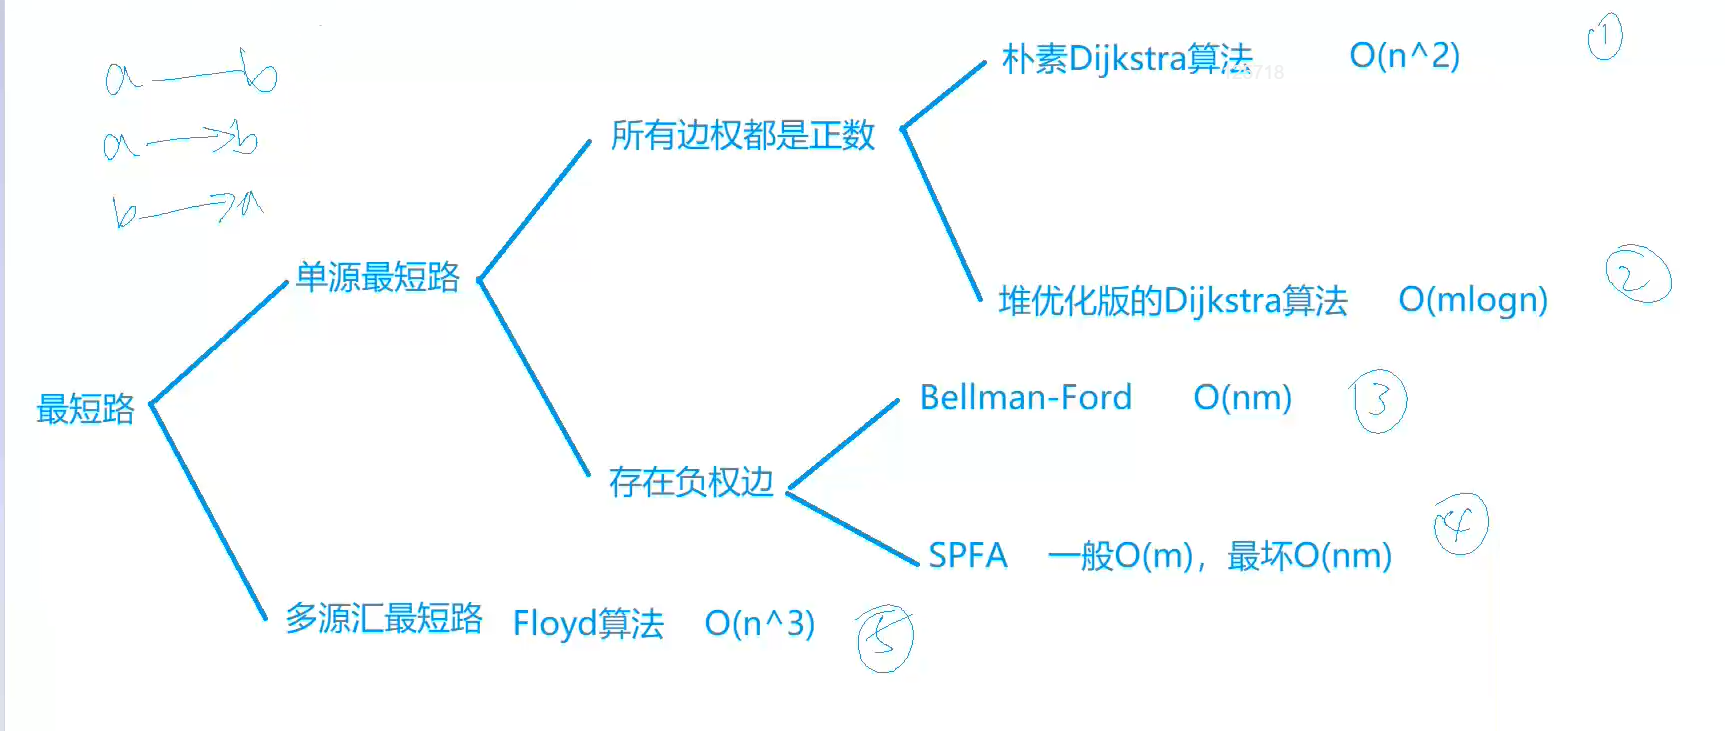 a — b
a → b
b → a
朴素Dijkstra算法 O(n^2) ①
所有边权都是正数
单源最短路
堆优化版的Dijkstra算法 O(mlogn) ②
最短路
Bellman-Ford O(nm) ③
存在负权边
SPFA 一般O(m)，最坏O(nm) ④
多源汇最短路 Floyd算法 O(n^3) ⑤